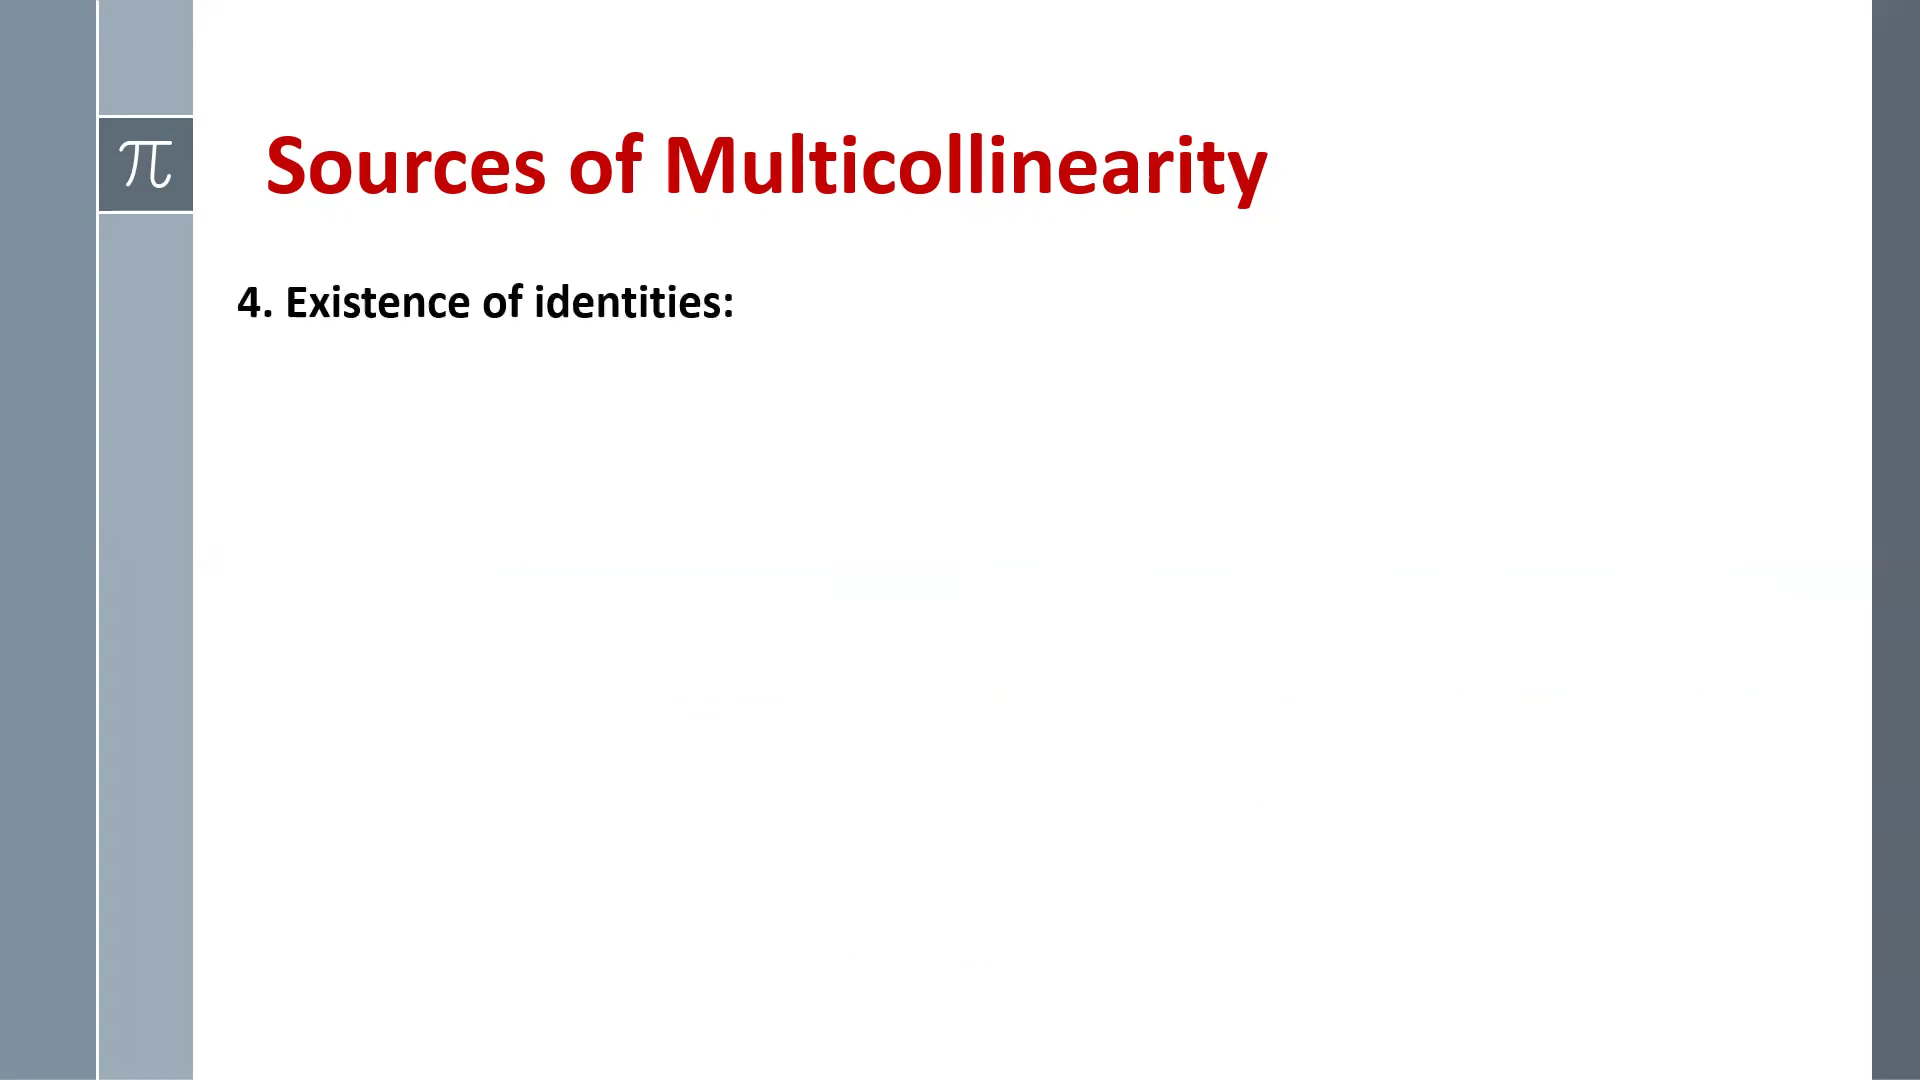 π
Sources of Multicollinearity
4. Existence of identities: